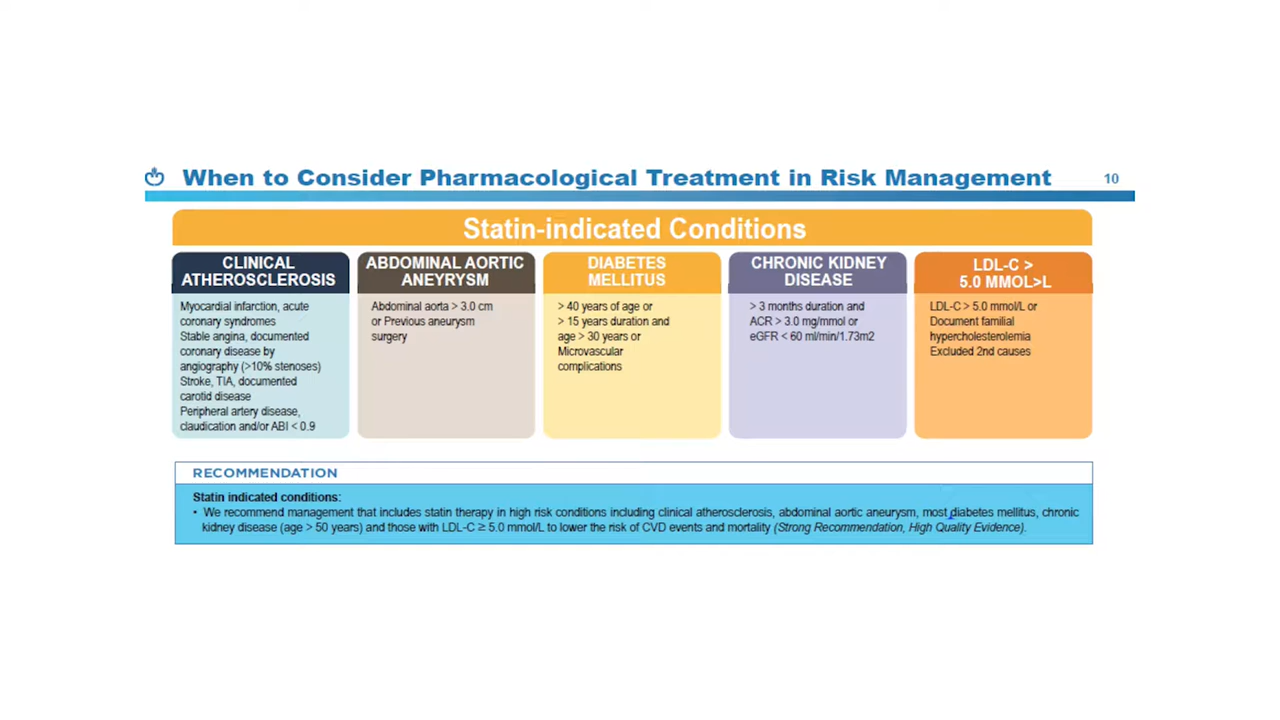 When to Consider Pharmacological Treatment in Risk Management
10
Statin-indicated Conditions
CLINICAL
ATHEROSCLEROSIS
Myocardial infarction, acute
coronary syndromes
Stable angina, documented
coronary disease by
angiography (>10% stenoses)
Stroke, TIA, documented
carotid disease
Peripheral artery disease,
claudication and/or ABI < 0.9
ABDOMINAL AORTIC
ANEYRYSM
Abdominal aorta > 3.0 cm
or Previous aneurysm
surgery
DIABETES
MELLITUS
> 40 years of age or
> 15 years duration and
age > 30 years or
Microvascular
complications
CHRONIC KIDNEY
DISEASE
> 3 months duration and
ACR > 3.0 mg/mmol or
eGFR < 60 ml/min/1.73m2
LDL-C >
5.0 MMOL>L
LDL-C > 5.0 mmol/L or
Document familial
hypercholesterolemia
Excluded 2nd causes
RECOMMENDATION
Statin indicated conditions:
• We recommend management that includes statin therapy in high risk conditions including clinical atherosclerosis, abdominal aortic aneurysm, most diabetes mellitus, chronic
kidney disease (age > 50 years) and those with LDL-C ≥ 5.0 mmol/L to lower the risk of CVD events and mortality (Strong Recommendation, High Quality Evidence).